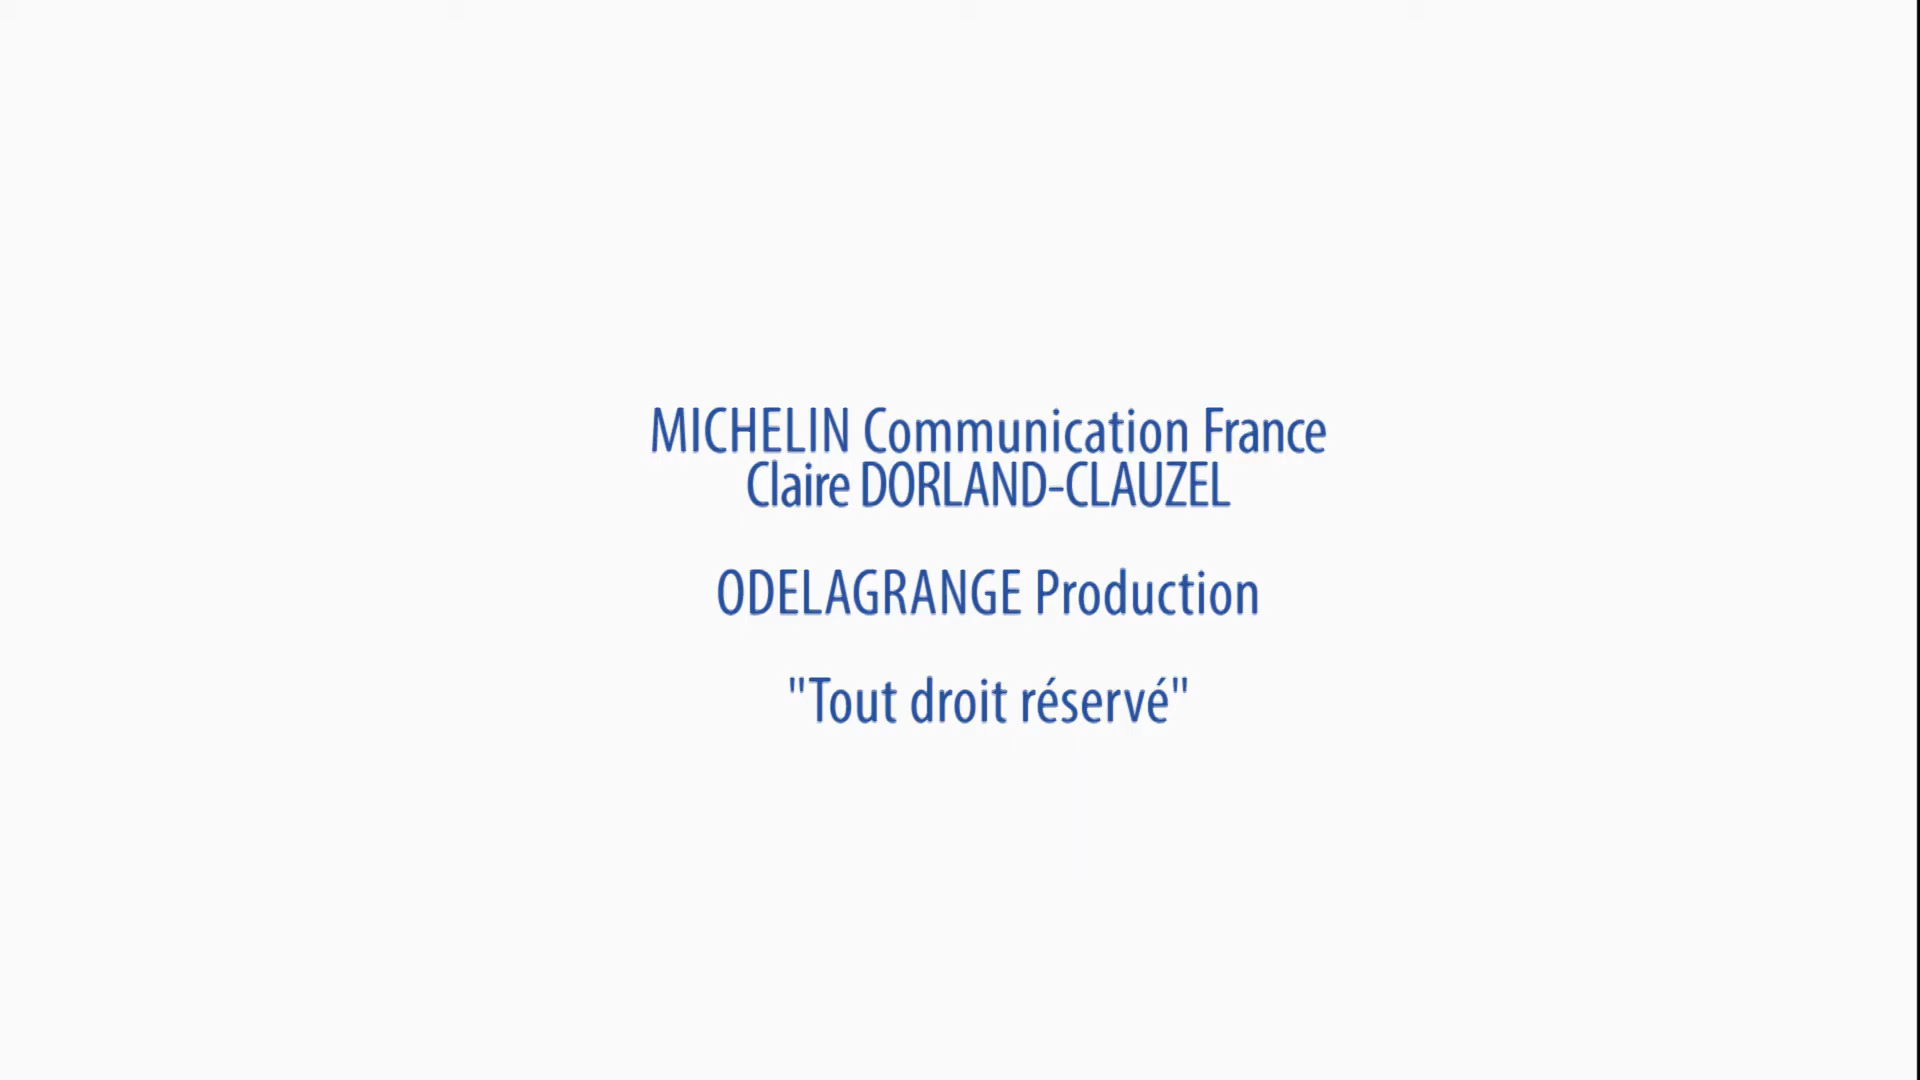 MICHELIN Communication France
Claire DORLAND-CLAUZEL
ODELAGRANGE Production
"Tout droit réservé"